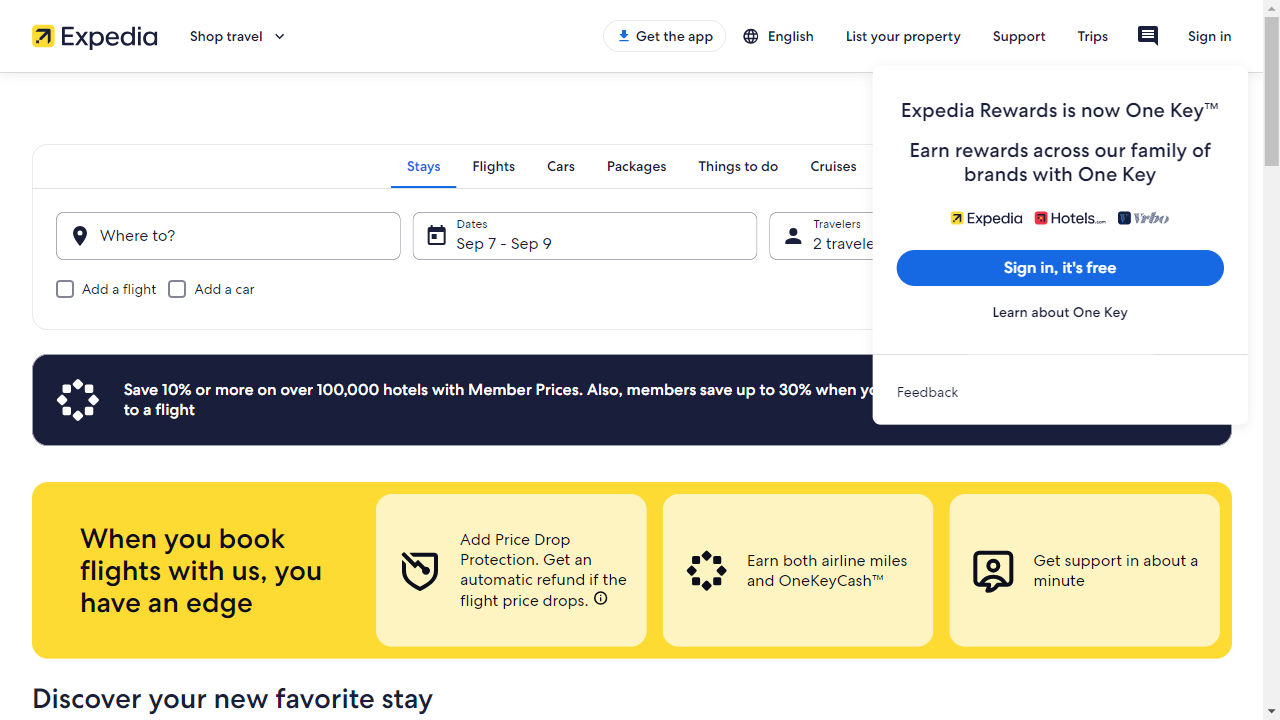 Expedia
Shop travel
Get the app
English
List your property
Support
Trips
Sign in
Expedia Rewards is now One Key™
Earn rewards across our family of
brands with One Key
Expedia Hotels.com Vrbo
Sign in, it's free
Learn about One Key
Feedback
Stays
Flights
Cars
Packages
Things to do
Cruises
Where to?
Dates
Sep 7 - Sep 9
Travelers
2 travele
Add a flight
Add a car
Save 10% or more on over 100,000 hotels with Member Prices. Also, members save up to 30% when yo
to a flight
When you book
flights with us, you
have an edge
Add Price Drop
Protection. Get an
automatic refund if the
flight price drops.
Earn both airline miles
and OneKeyCash™
Get support in about a
minute
Discover your new favorite stay